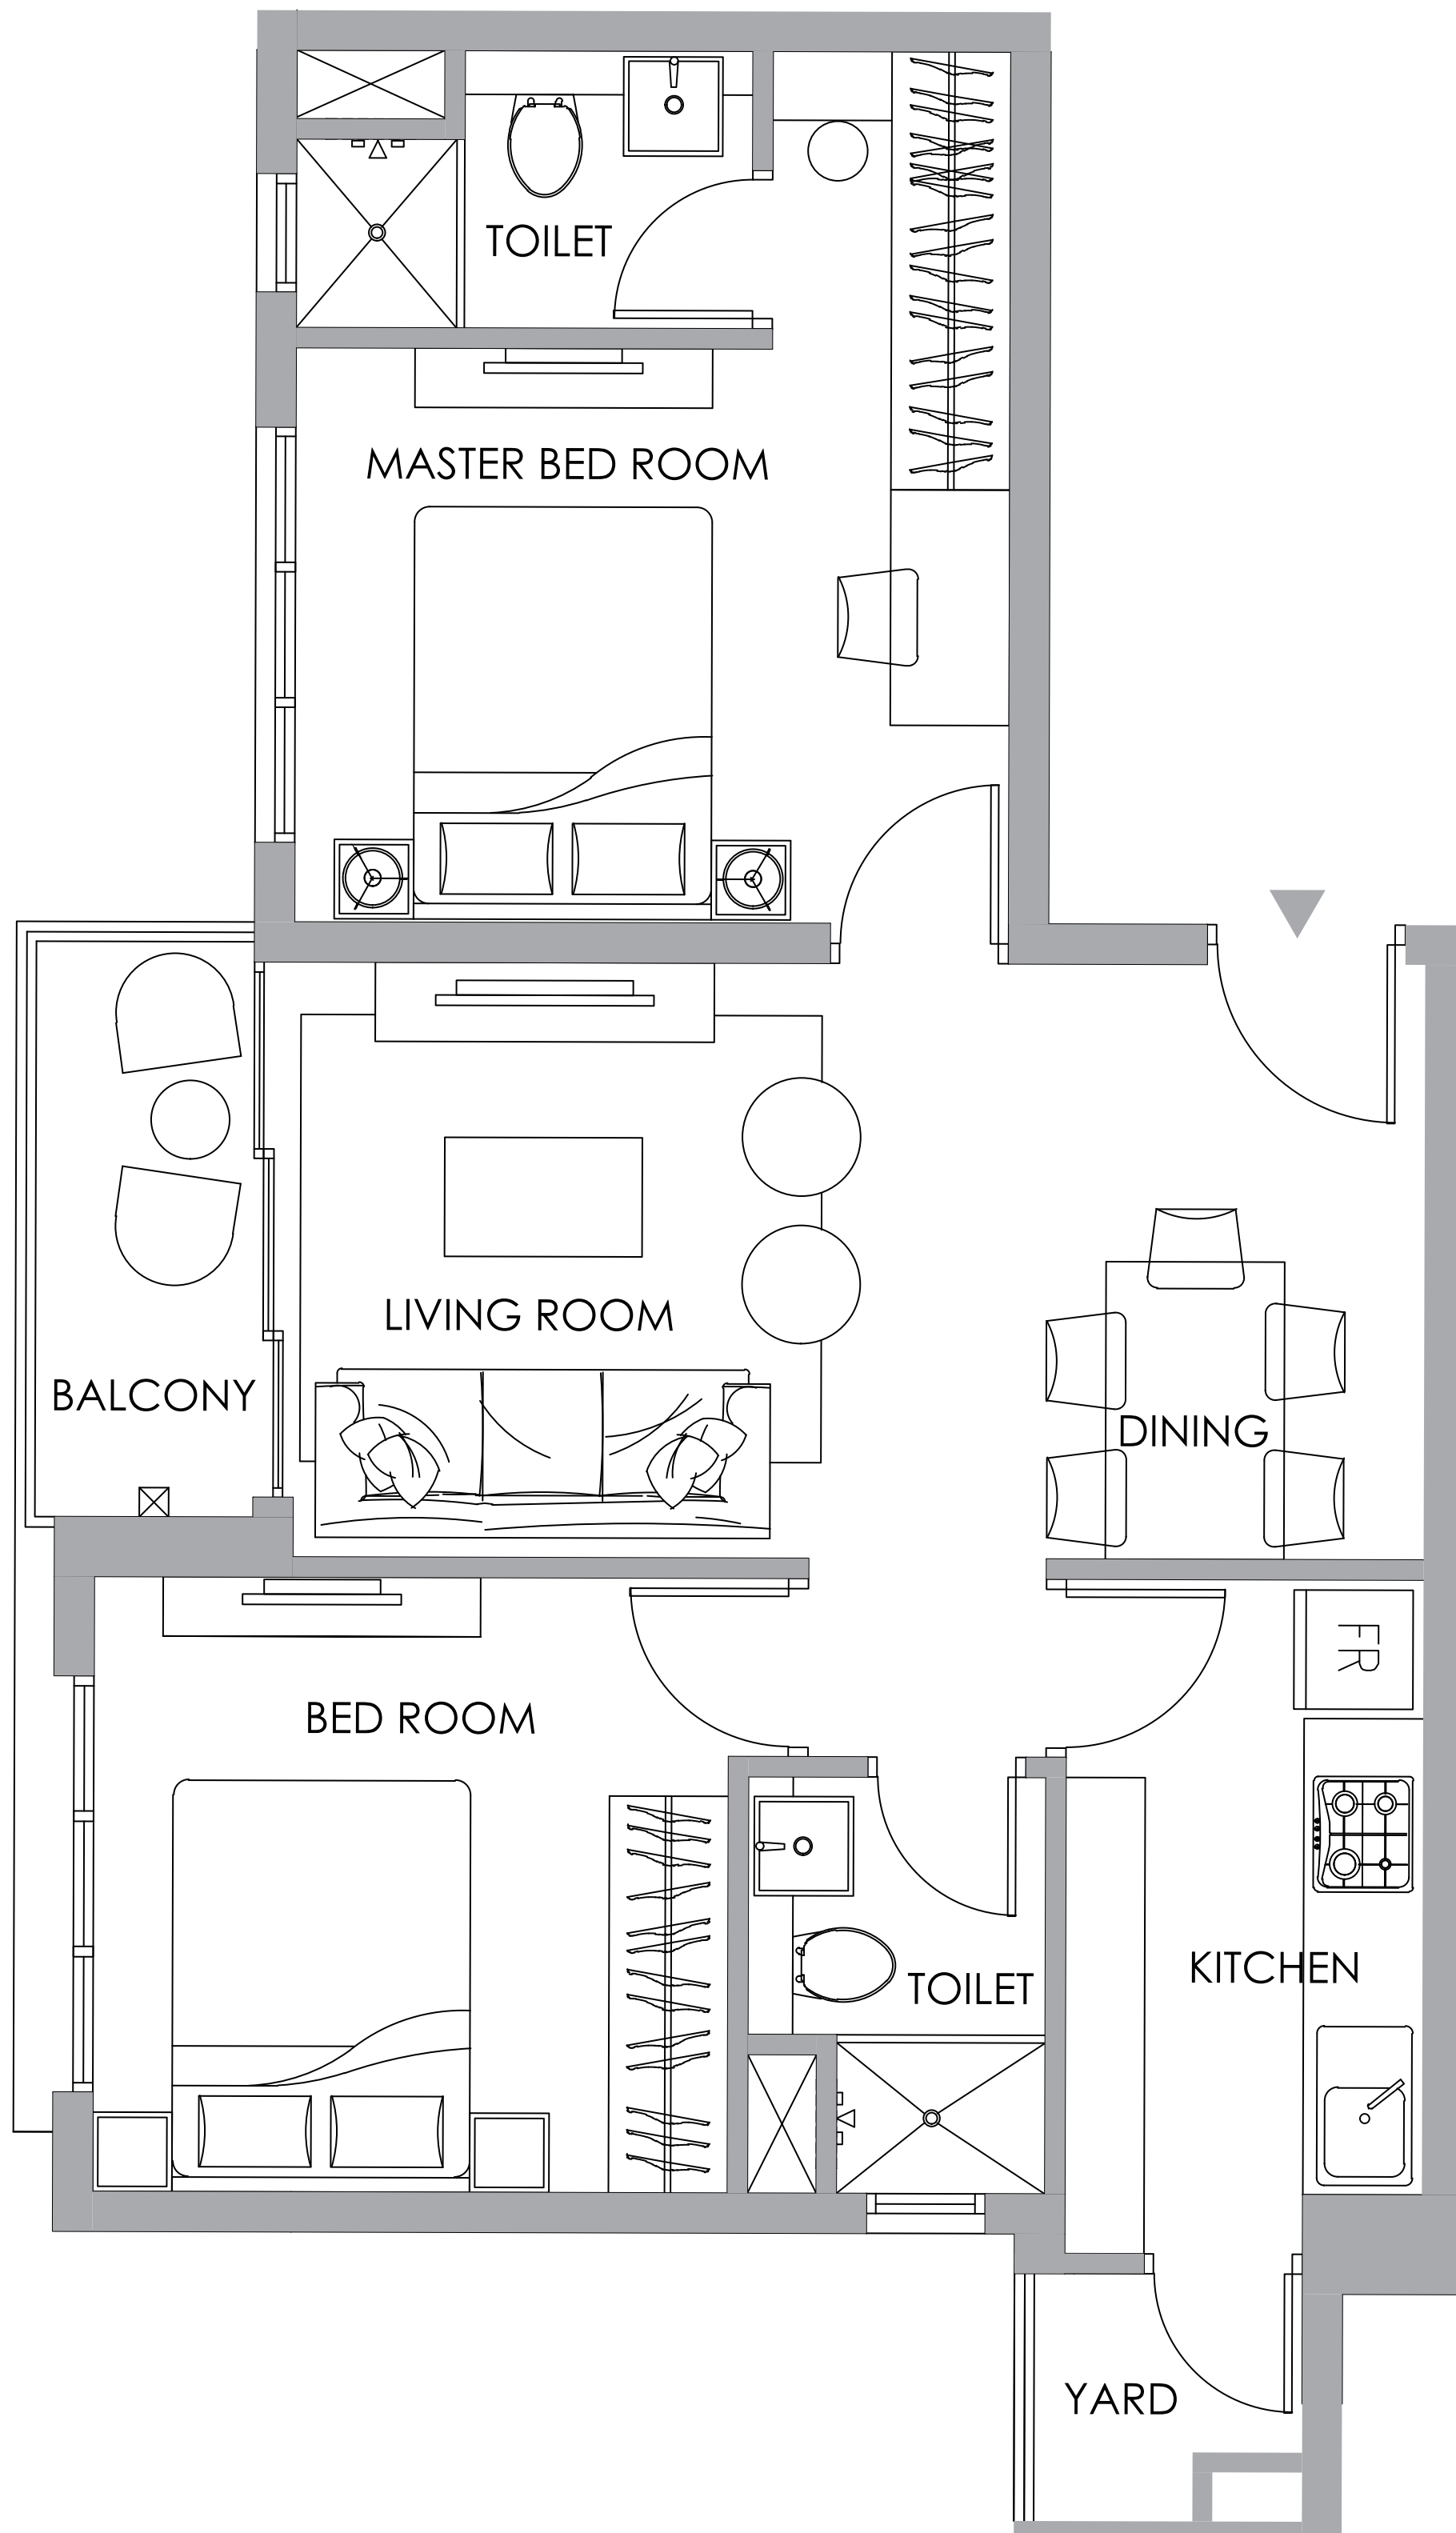 TOILET
MASTER BED ROOM
LIVING ROOM
BALCONY
DINING
FR
BED ROOM
KITCHEN
TOILET
YARD